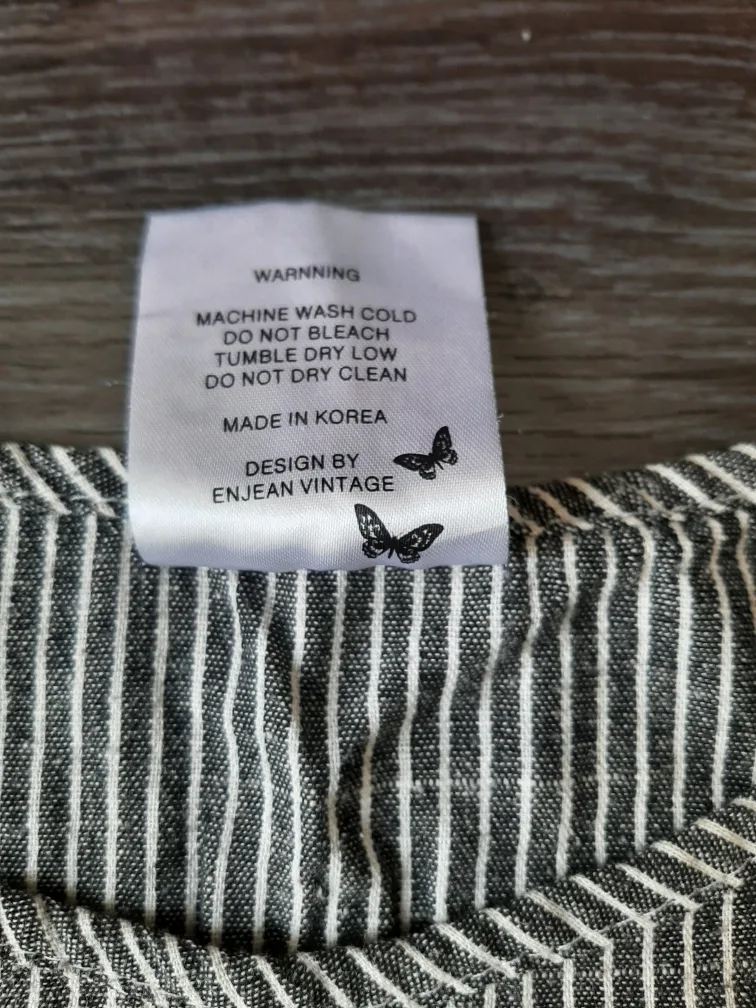 WARNNING
MACHINE WASH COLD
DO NOT BLEACH
TUMBLE DRY LOW
DO NOT DRY CLEAN
MADE IN KOREA
DESIGN BY
ENJEAN VINTAGE